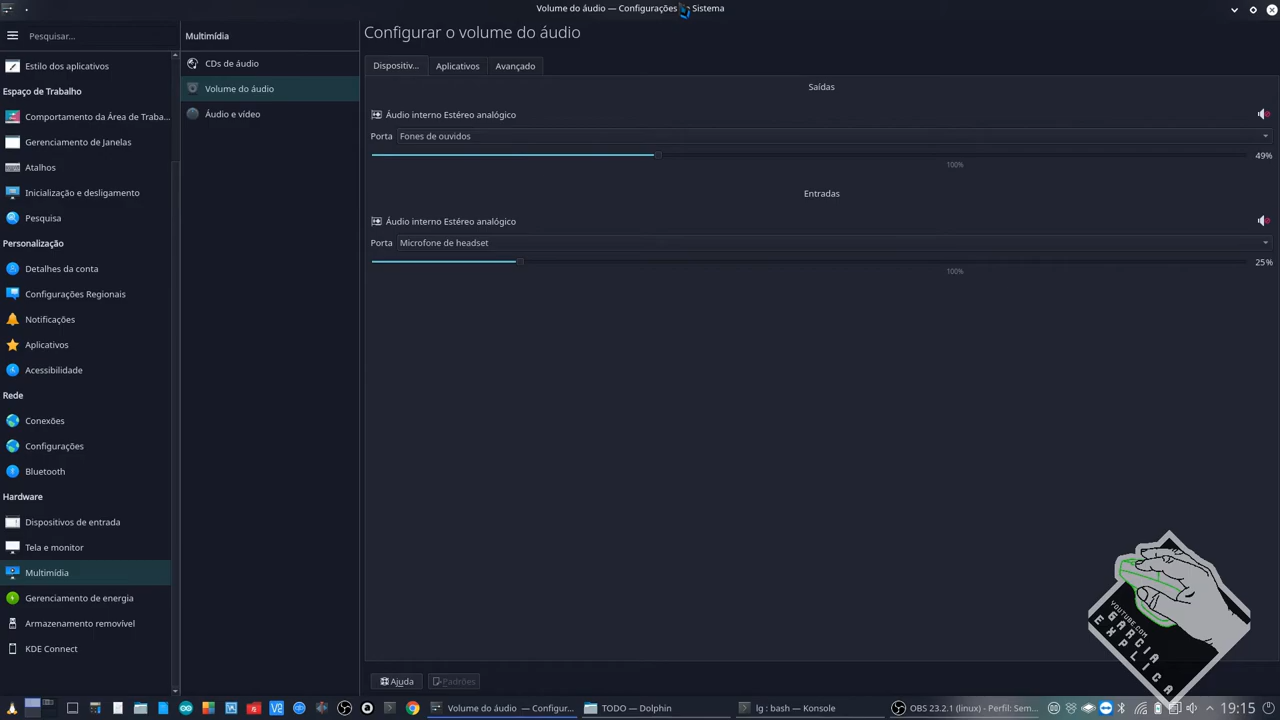 Volume do áudio — Configurações Sistema
Pesquisar...
Estilo dos aplicativos
Espaço de Trabalho
Comportamento da Área de Traba...
Gerenciamento de Janelas
Atalhos
Inicialização e desligamento
Pesquisa
Personalização
Detalhes da conta
Configurações Regionais
Notificações
Aplicativos
Acessibilidade
Rede
Conexões
Configurações
Bluetooth
Hardware
Dispositivos de entrada
Tela e monitor
Multimídia
Gerenciamento de energia
Armazenamento removível
KDE Connect
Multimídia
CDs de áudio
Volume do áudio
Áudio e vídeo
Configurar o volume do áudio
Dispositiv... Aplicativos Avançado
Saídas
Áudio interno Estéreo analógico
Porta Fones de ouvidos
49%
100%
Entradas
Áudio interno Estéreo analógico
Porta Microfone de headset
25%
100%
Ajuda Padrões
YOUTUBE.COM
GARCIA
EXPLICA
Volume do áudio — Configur... TODO — Dolphin lg : bash — Konsole OBS 23.2.1 (linux) - Perfil: Sem... 19:15